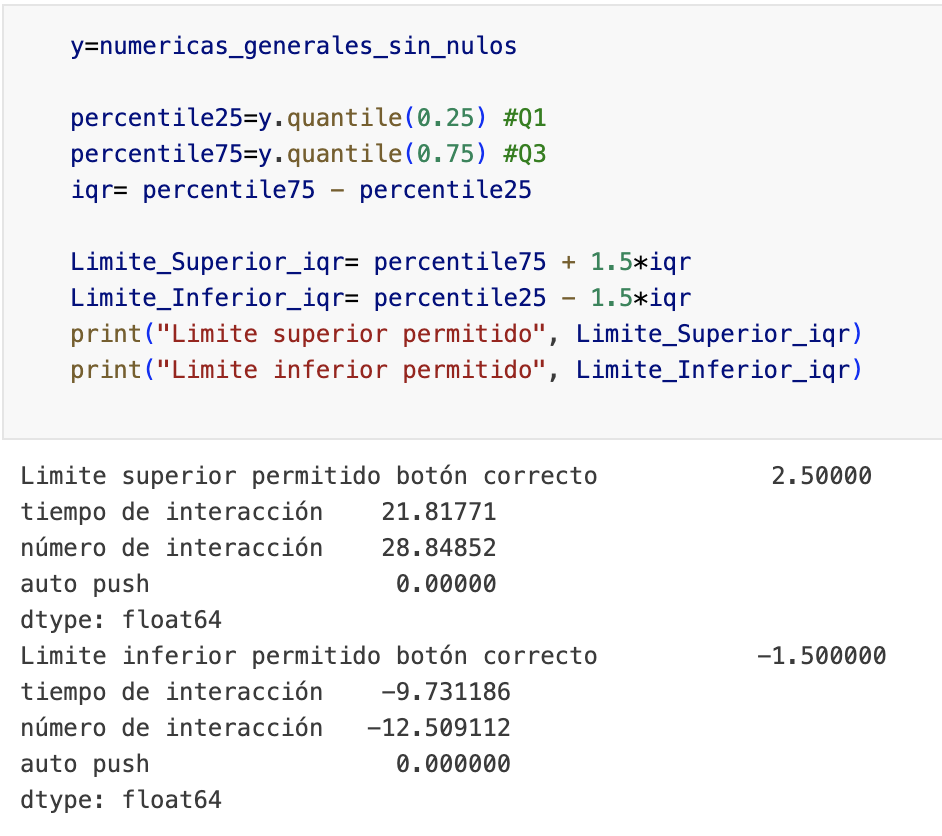 y=numericas_generales_sin_nulos
percentile25=y.quantile(0.25) #Q1
percentile75=y.quantile(0.75) #Q3
iqr= percentile75 - percentile25
Limite_Superior_iqr= percentile75 + 1.5*iqr
Limite_Inferior_iqr= percentile25 - 1.5*iqr
print("Limite superior permitido", Limite_Superior_iqr)
print("Limite inferior permitido", Limite_Inferior_iqr)
Limite superior permitido botón correcto            2.50000
tiempo de interacción    21.81771
número de interacción    28.84852
auto push                 0.00000
dtype: float64
Limite inferior permitido botón correcto           -1.500000
tiempo de interacción    -9.731186
número de interacción   -12.509112
auto push                 0.000000
dtype: float64